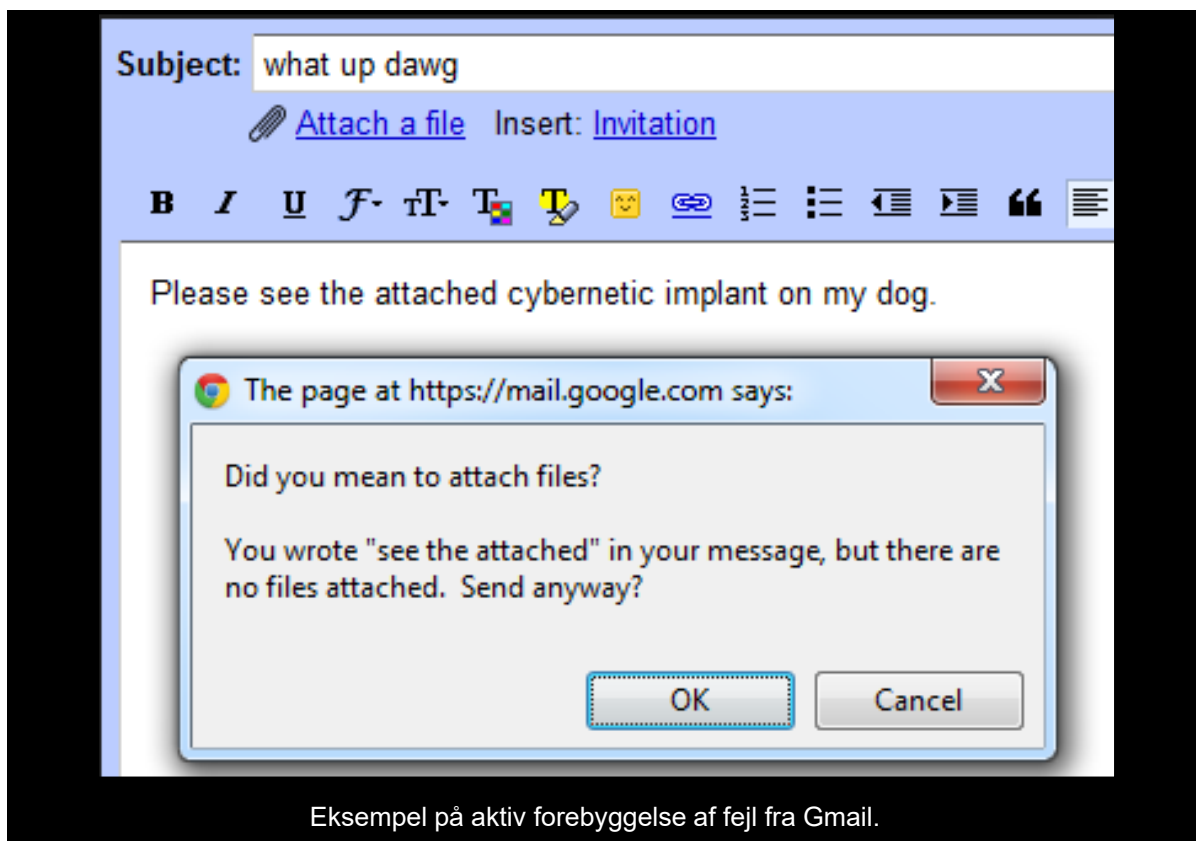 Subject: what up dawg
Attach a file Insert: Invitation
B I U F T T T
Please see the attached cybernetic implant on my dog.
The page at https://mail.google.com says:
Did you mean to attach files?
You wrote "see the attached" in your message, but there are
no files attached. Send anyway?
OK Cancel
Eksempel på aktiv forebyggelse af fejl fra Gmail.